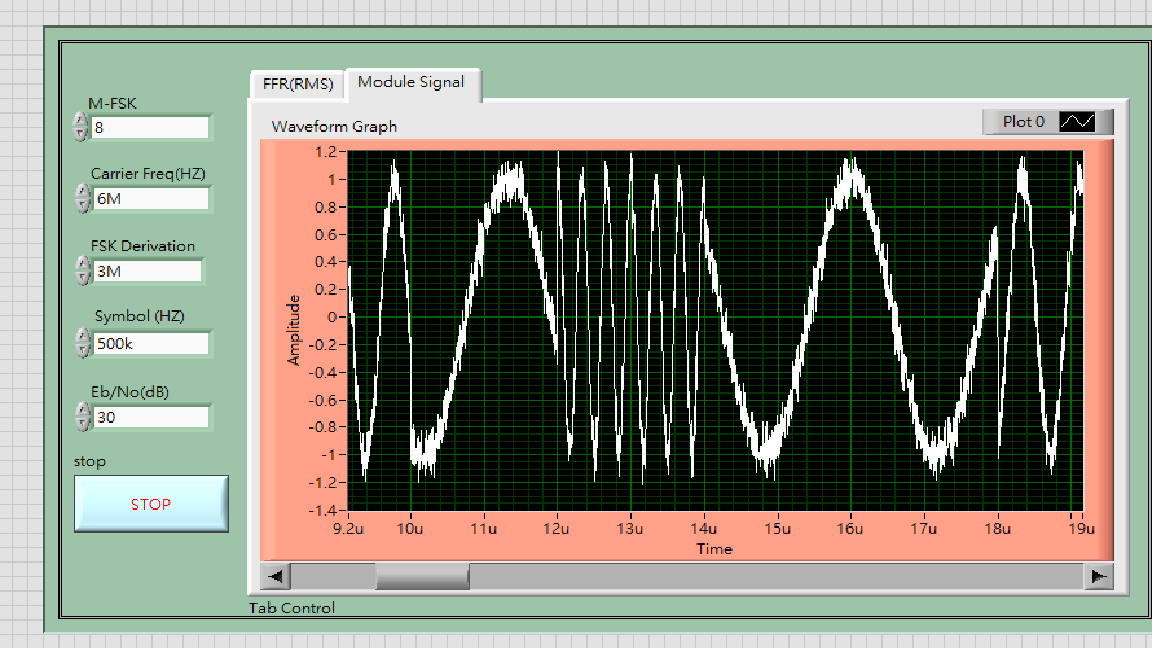 M-FSK
8
Carrier Freq(HZ)
6M
FSK Derivation
3M
Symbol (HZ)
500k
Eb/No(dB)
30
stop
STOP
FFR(RMS)
Module Signal
Waveform Graph
Plot 0
Amplitude
1.2
1
0.8
0.6
0.4
0.2
0
-0.2
-0.4
-0.6
-0.8
-1
-1.2
-1.4
9.2u 10u 11u 12u 13u 14u 15u 16u 17u 18u 19u
Time
Tab Control